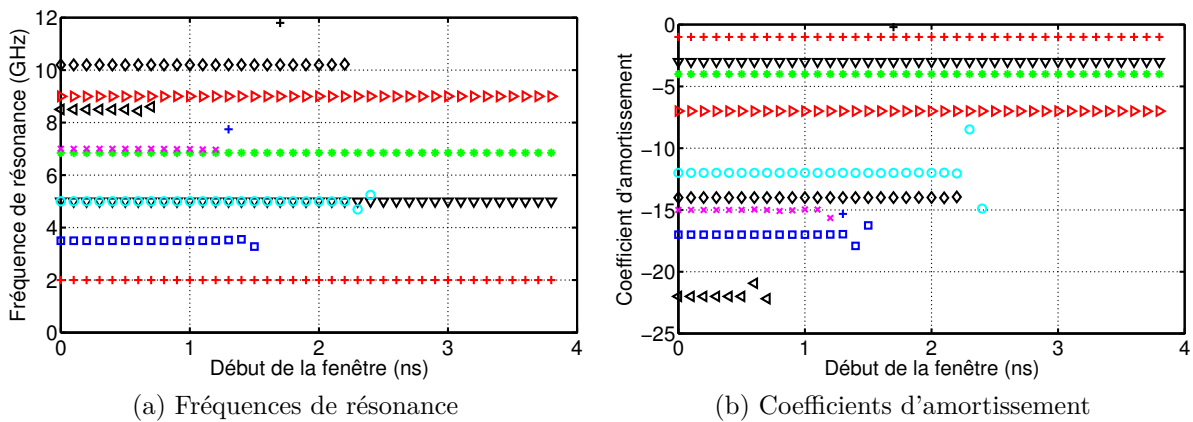 12
10
8
6
4
2
0
Fréquence de résonance (GHz)
0 1 2 3 4
Début de la fenêtre (ns)
(a) Fréquences de résonance
0
−5
−10
−15
−20
−25
Coefficient d'amortissement
0 1 2 3 4
Début de la fenêtre (ns)
(b) Coefficients d'amortissement